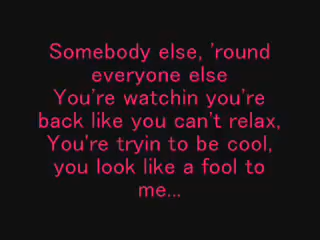 Somebody else, 'round
everyone else
You're watchin you're
back like you can't relax,
You're tryin to be cool,
you look like a fool to
me...